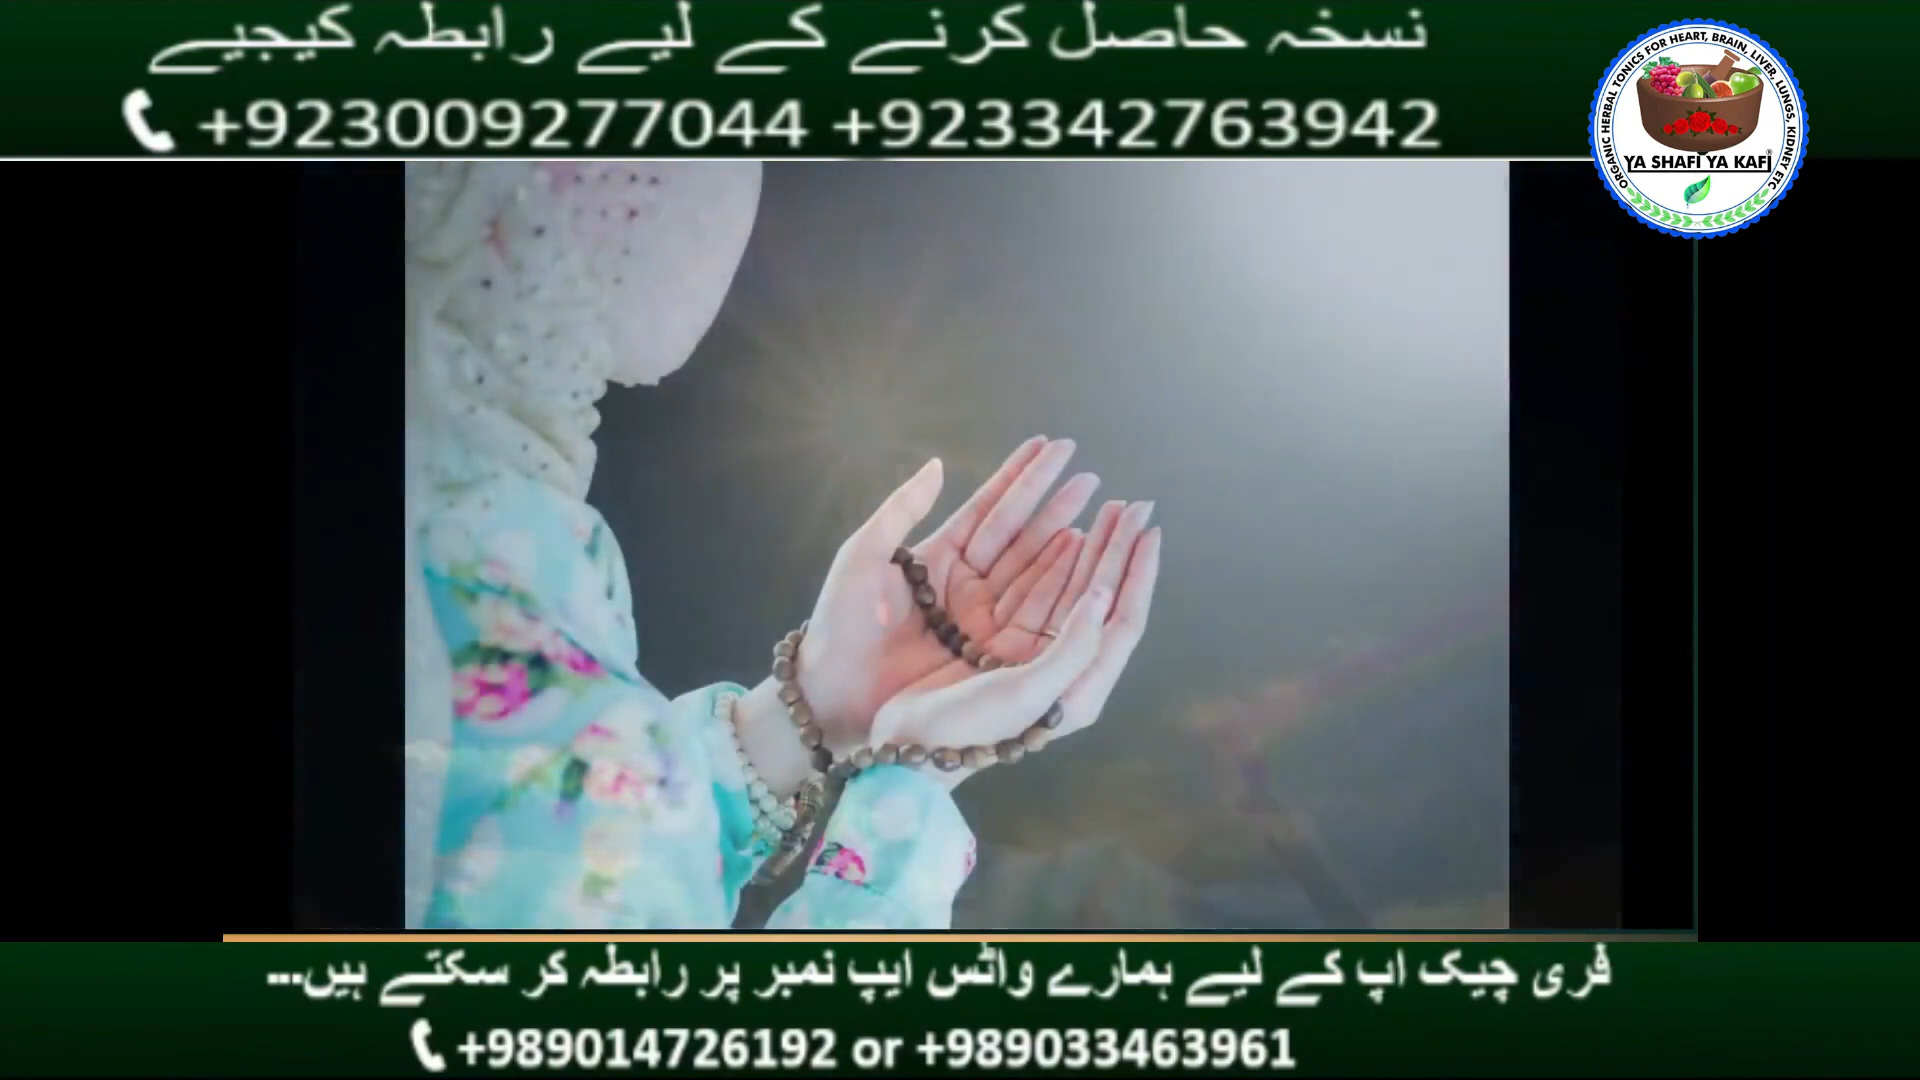 نسخہ حاصل کرنے کے لیے رابطہ کیجیے
+923009277044 +923342763942
ORGANIC HERBAL TONICS FOR HEART, BRAIN, LIVER, LUNGS, KIDNEY ETC
YA SHAFI YA KAFI®
فری چیک اپ کے لیے ہمارے واٹس ایپ نمبر پر رابطہ کر سکتے ہیں...
+989014726192 or +989033463961